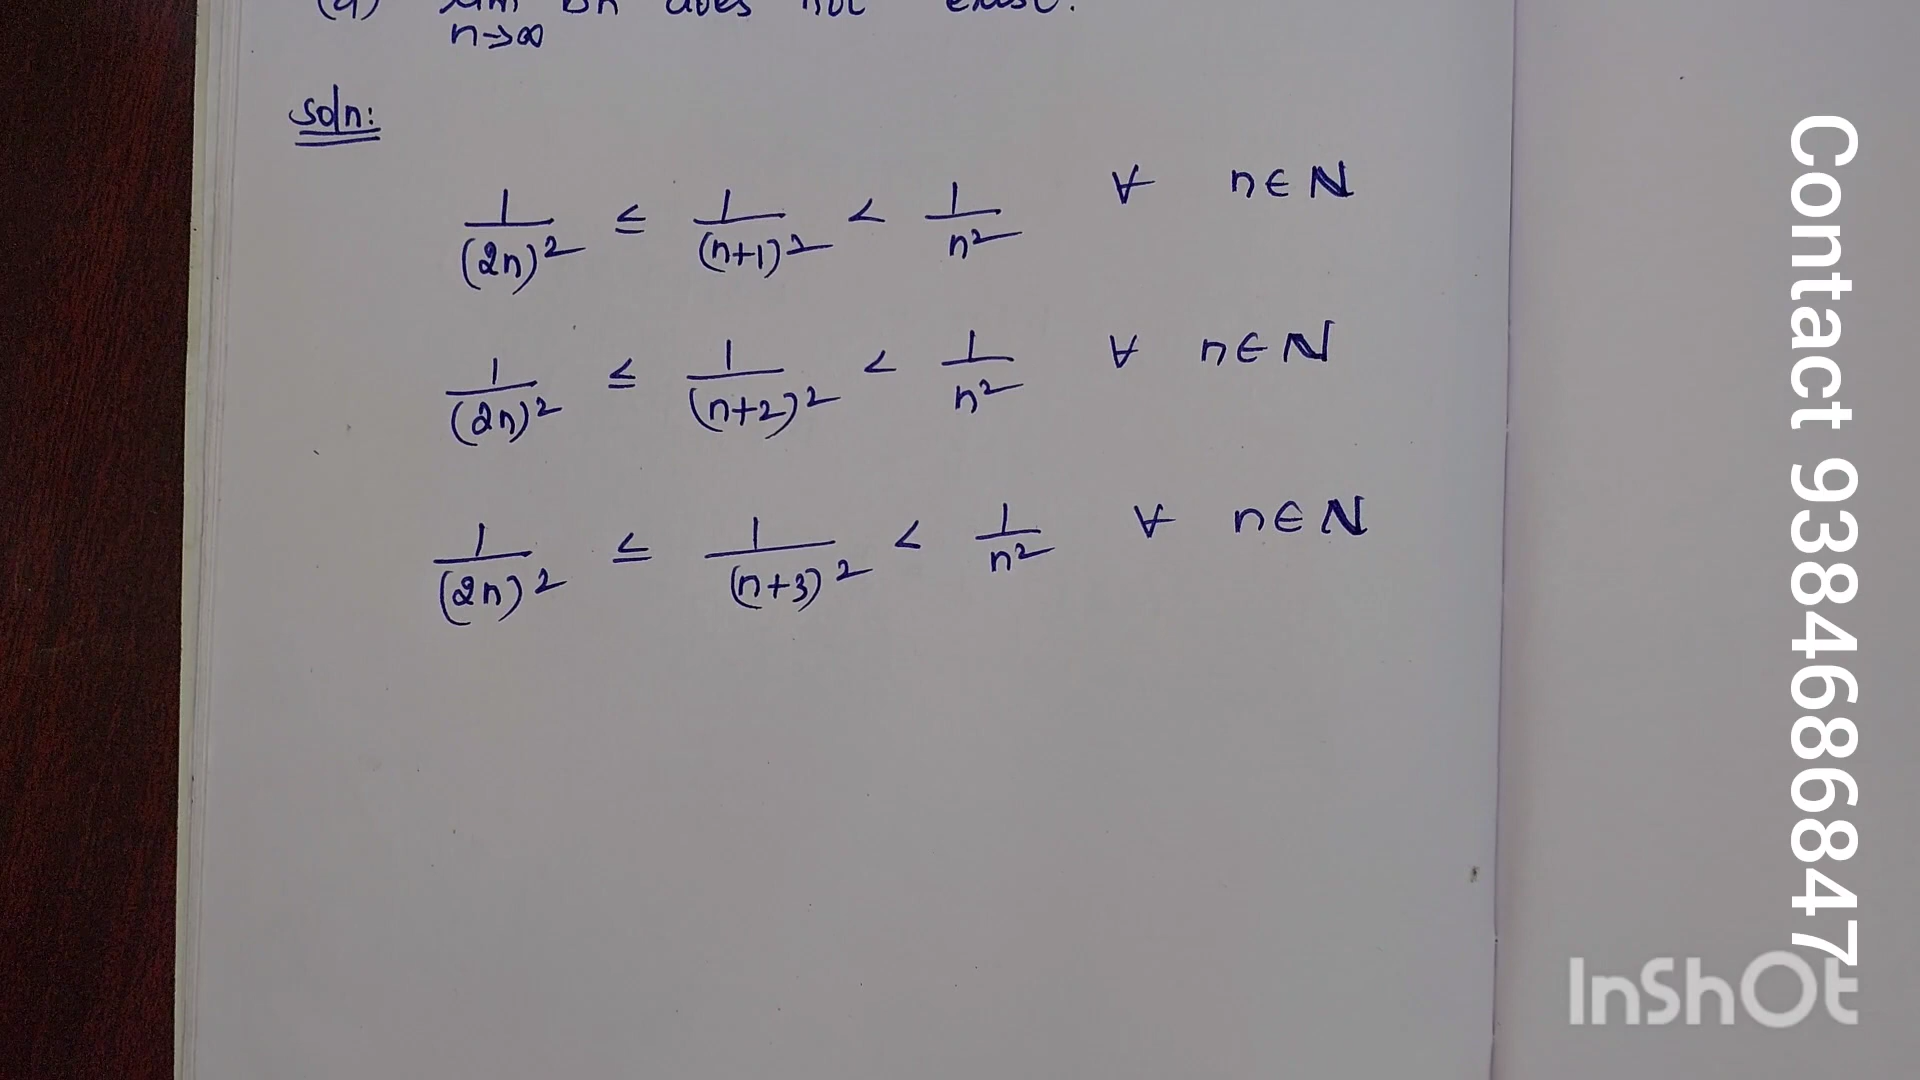 n→∞
Soln:
1/(2n)² ≤ 1/(n+1)² < 1/n² ∀ n∈ℕ
1/(2n)² ≤ 1/(n+2)² < 1/n² ∀ n∈ℕ
1/(2n)² ≤ 1/(n+3)² < 1/n² ∀ n∈ℕ
Contact 9384686847
InShOt